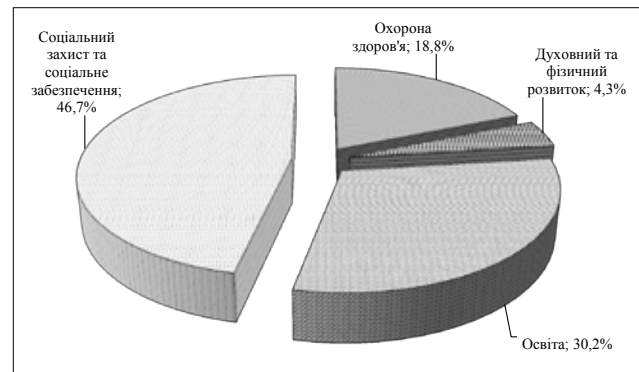 Соціальний
захист та
соціальне
забезпечення;
46,7%
Охорона
здоров'я; 18,8%
Духовний та
фізичний
розвиток; 4,3%
Освіта; 30,2%